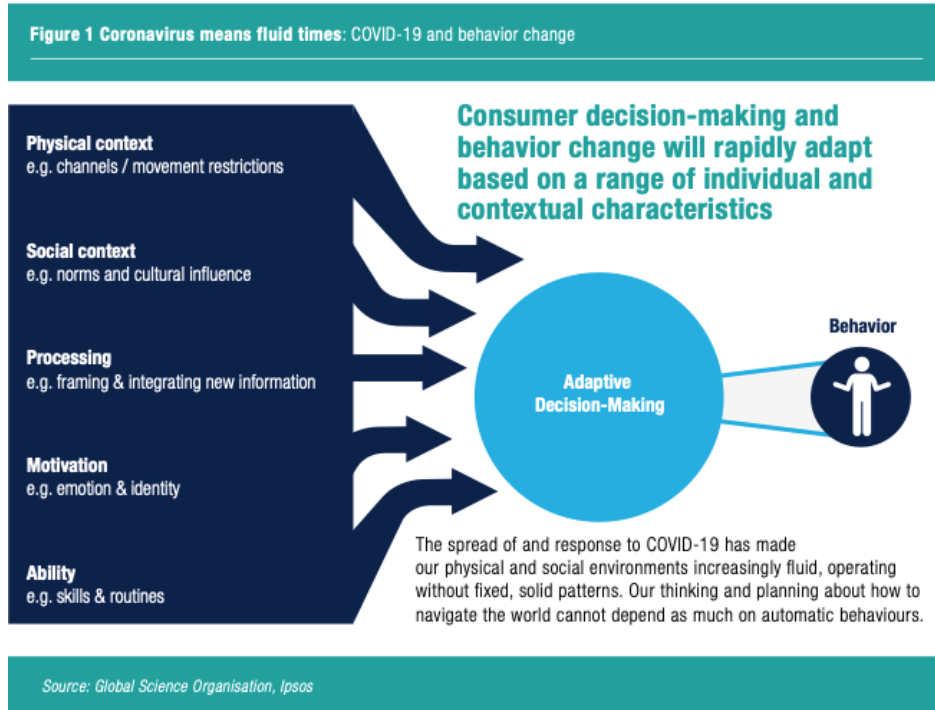 Figure 1 Coronavirus means fluid times: COVID-19 and behavior change
Physical context
e.g. channels / movement restrictions
Social context
e.g. norms and cultural influence
Processing
e.g. framing & integrating new information
Motivation
e.g. emotion & identity
Ability
e.g. skills & routines
Consumer decision-making and
behavior change will rapidly adapt
based on a range of individual and
contextual characteristics
Adaptive
Decision-Making
Behavior
The spread of and response to COVID-19 has made
our physical and social environments increasingly fluid, operating
without fixed, solid patterns. Our thinking and planning about how to
navigate the world cannot depend as much on automatic behaviours.
Source: Global Science Organisation, Ipsos